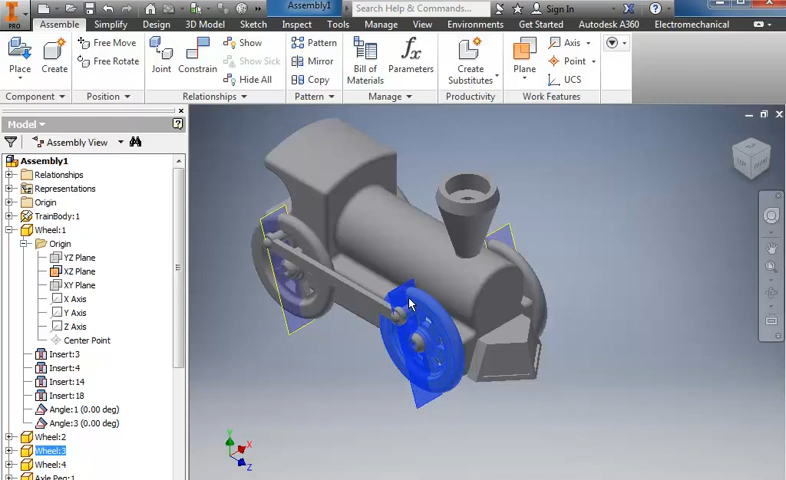 Assembly1
Search Help & Commands...
Sign In
PRO
Assemble Simplify Design 3D Model Sketch Inspect Tools Manage View Environments Get Started Autodesk A360 Electromechanical
Place
Create
Free Move
Free Rotate
Joint
Constrain
Show
Show Sick
Hide All
Pattern
Mirror
Copy
Bill of
Materials
fx
Parameters
Create
Substitutes
Plane
Axis
Point
UCS
Component Position Relationships Pattern Manage Productivity Work Features
Model
Assembly View
Assembly1
Relationships
Representations
Origin
TrainBody:1
Wheel:1
Origin
YZ Plane
XZ Plane
XY Plane
X Axis
Y Axis
Z Axis
Center Point
Insert:3
Insert:4
Insert:14
Insert:18
Angle:1 (0.00 deg)
Angle:3 (0.00 deg)
Wheel:2
Wheel:3
Wheel:4
Axle Peg:1
Y
X
Z